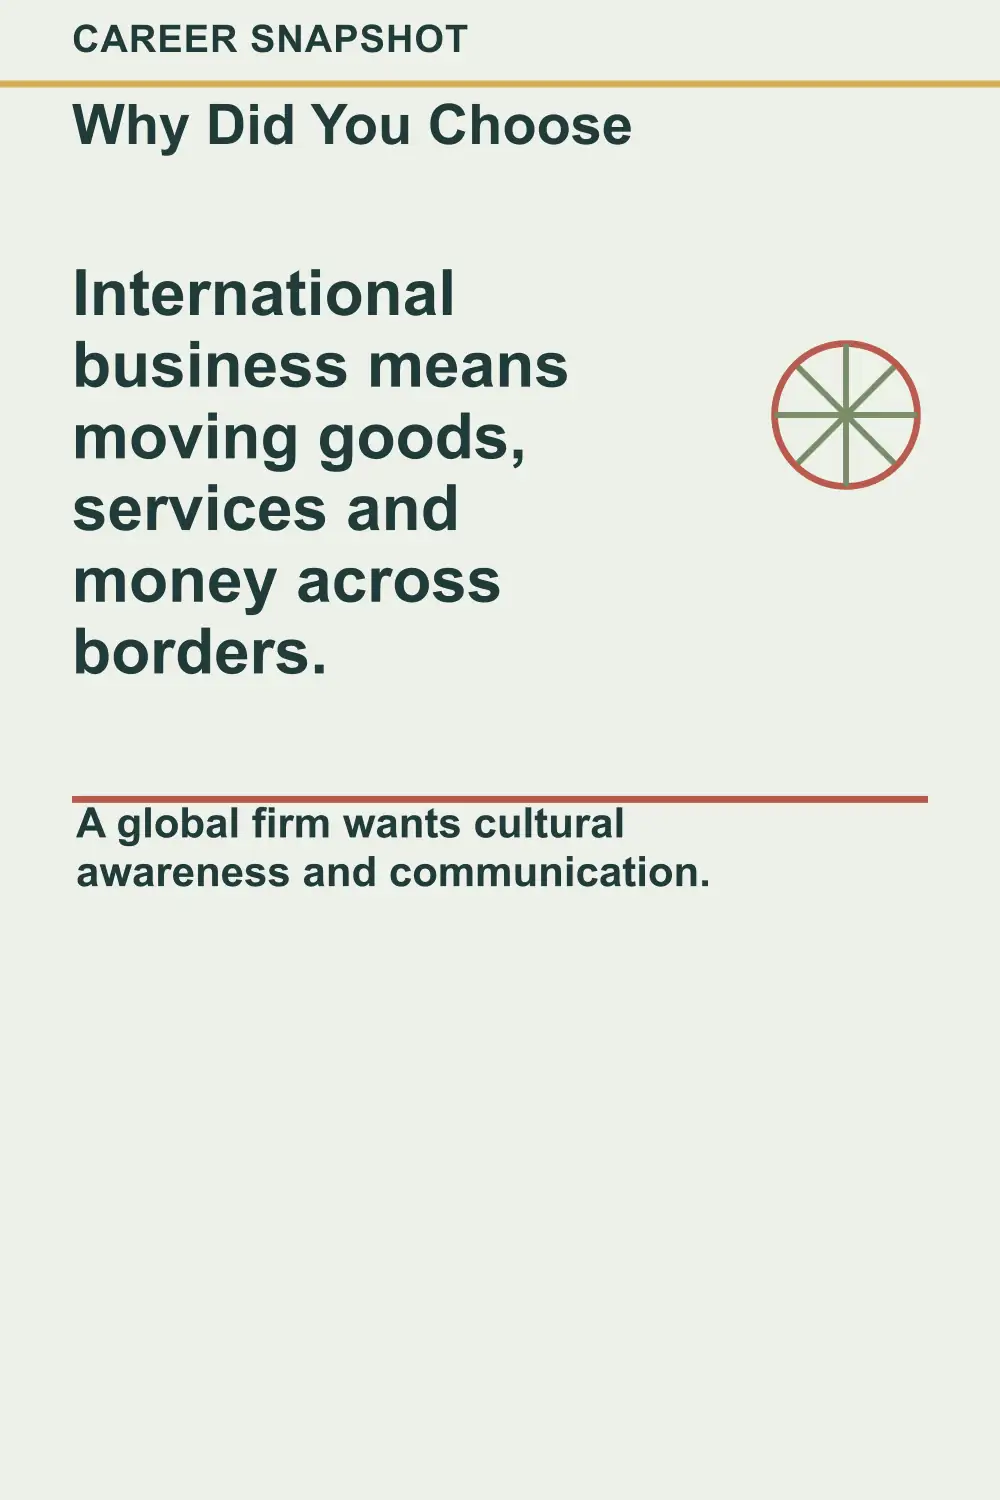 CAREER SNAPSHOT
Why Did You Choose
International
business means
moving goods,
services and
money across
borders.
A global firm wants cultural
awareness and communication.